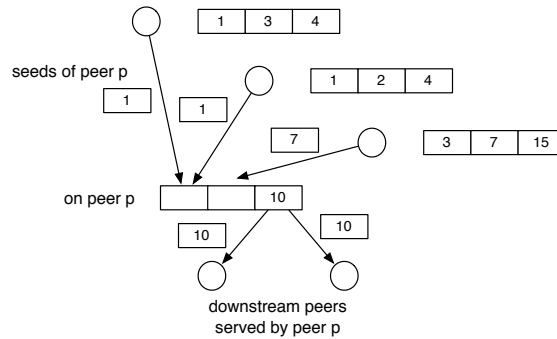 1 3 4
seeds of peer p
1 2 4
1 1
7
3 7 15
on peer p
10
10 10
downstream peers
served by peer p